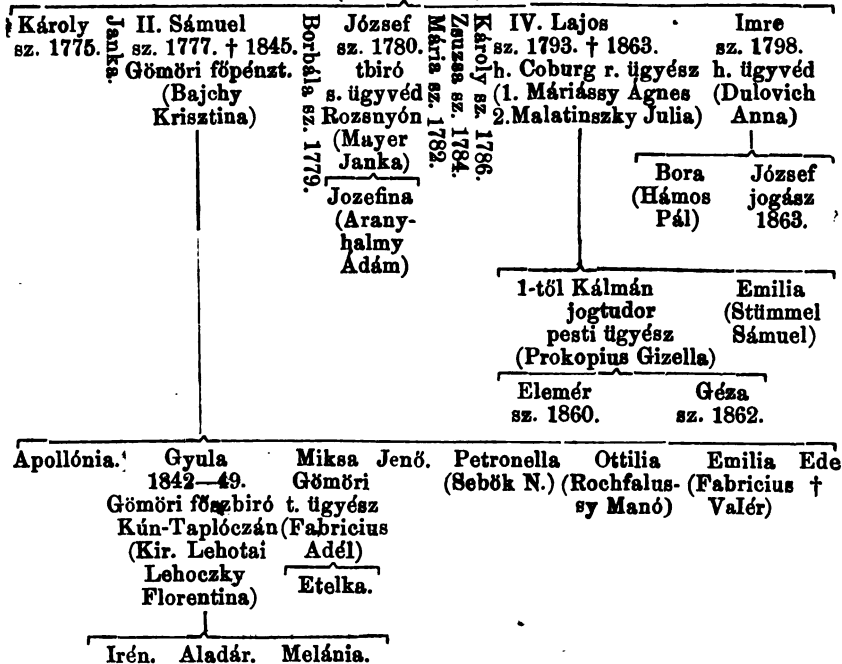 Károly
sz. 1775.
Janka.
II. Sámuel
sz. 1777. † 1845.
Gömöri főpénzt.
(Bajchy
Krisztina)
Borbála sz. 1779.
József
sz. 1780.
tbiró
s. ügyvéd
Rozsnyón
(Mayer
Janka)
Mária sz. 1782.
Zsuzsa sz. 1784.
Károly sz. 1786.
IV. Lajos
sz. 1793. † 1863.
h. Coburg r. ügyész
(1. Máriássy Ágnes
2. Malatinszky Julia)
Imre
sz. 1798.
h. ügyvéd
(Dulovich
Anna)
Jozefina
(Arany-
halmy
Ádám)
Bora
(Hámos
Pál)
József
jogász
1863.
1-től Kálmán
jogtudor
pesti ügyész
(Prokopius Gizella)
Emilia
(Stümmel
Sámuel)
Elemér
sz. 1860.
Géza
sz. 1862.
Apollónia.
Gyula
1842—49.
Gömöri főszbiró
Kún-Taplóczán
(Kir. Lehotai
Lehoczky
Florentina)
Miksa
Gömöri
t. ügyész
(Fabricius
Adél)
Jenő.
Petronella
(Sebök N.)
Ottilia
(Rochfalus-
sy Manó)
Emilia
(Fabricius
Valér)
Ede
†
Etelka.
Irén. Aladár. Melánia.